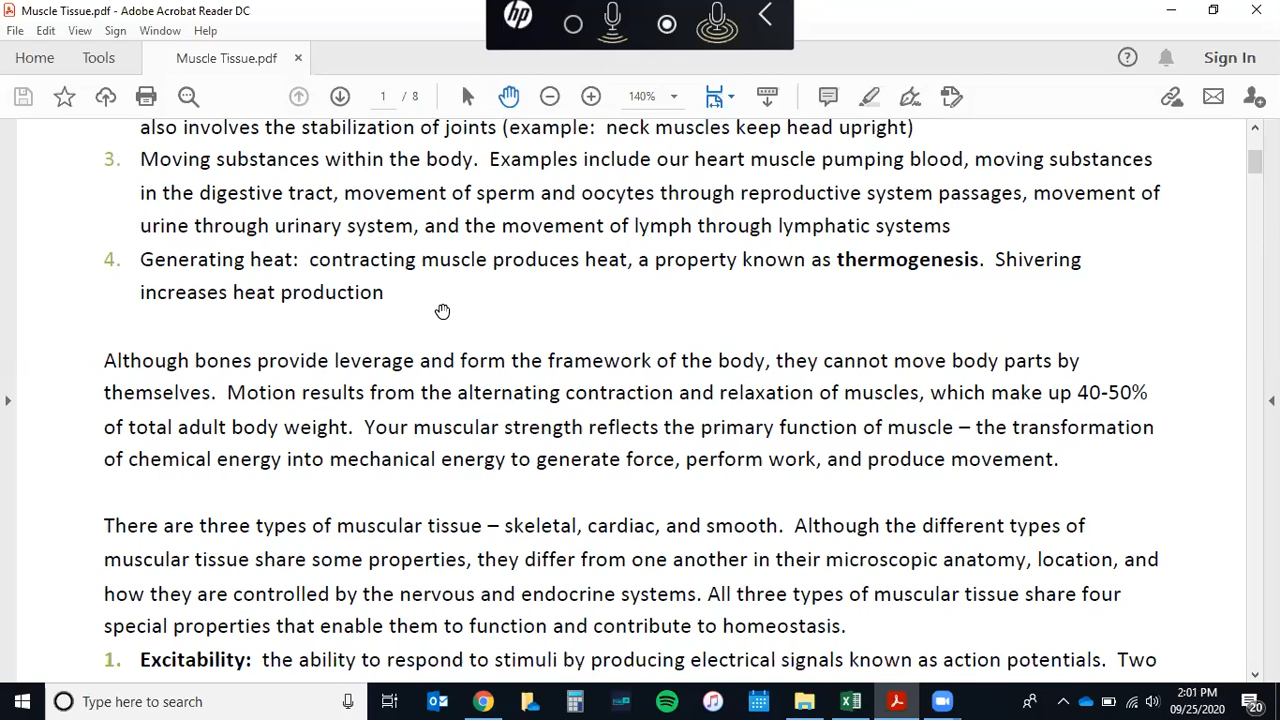 Muscle Tissue.pdf - Adobe Acrobat Reader DC
hp
File Edit View Sign Window Help
Home Tools Muscle Tissue.pdf × Sign In
1 / 8 140%
also involves the stabilization of joints (example: neck muscles keep head upright)
3. Moving substances within the body. Examples include our heart muscle pumping blood, moving substances
in the digestive tract, movement of sperm and oocytes through reproductive system passages, movement of
urine through urinary system, and the movement of lymph through lymphatic systems
4. Generating heat: contracting muscle produces heat, a property known as thermogenesis. Shivering
increases heat production
Although bones provide leverage and form the framework of the body, they cannot move body parts by
themselves. Motion results from the alternating contraction and relaxation of muscles, which make up 40-50%
of total adult body weight. Your muscular strength reflects the primary function of muscle – the transformation
of chemical energy into mechanical energy to generate force, perform work, and produce movement.
There are three types of muscular tissue – skeletal, cardiac, and smooth. Although the different types of
muscular tissue share some properties, they differ from one another in their microscopic anatomy, location, and
how they are controlled by the nervous and endocrine systems. All three types of muscular tissue share four
special properties that enable them to function and contribute to homeostasis.
1. Excitability: the ability to respond to stimuli by producing electrical signals known as action potentials. Two
Type here to search
2:01 PM
09/25/2020
20